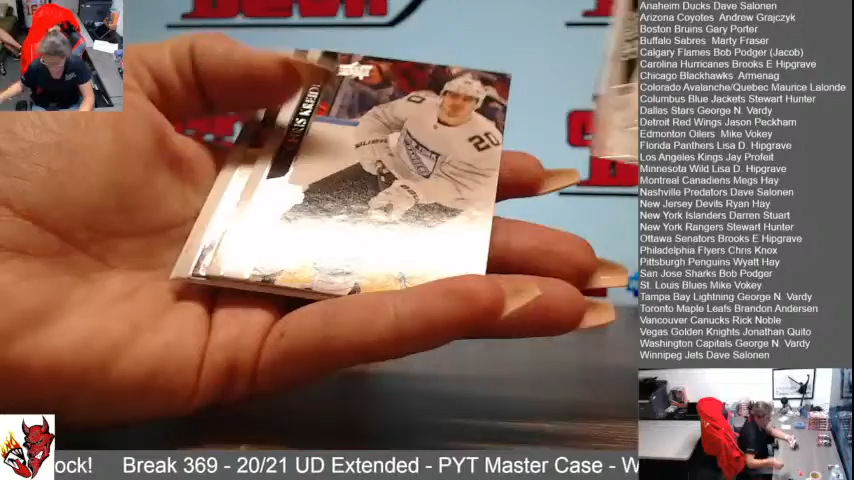 Anaheim Ducks Dave Salonen
Arizona Coyotes Andrew Grajczyk
Boston Bruins Gary Porter
Buffalo Sabres Marty Fraser
Calgary Flames Bob Podger (Jacob)
Carolina Hurricanes Brooks E Hipgrave
Chicago Blackhawks Armenag
Colorado Avalanche/Quebec Maurice Lalonde
Columbus Blue Jackets Stewart Hunter
Dallas Stars George N. Vardy
Detroit Red Wings Jason Peckham
Edmonton Oilers Mike Vokey
Florida Panthers Lisa D. Hipgrave
Los Angeles Kings Jay Profeit
Minnesota Wild Lisa D. Hipgrave
Montreal Canadiens Megs Hay
Nashville Predators Dave Salonen
New Jersey Devils Ryan Hay
New York Islanders Darren Stuart
New York Rangers Stewart Hunter
Ottawa Senators Brooks E Hipgrave
Philadelphia Flyers Chris Knox
Pittsburgh Penguins Wyatt Hay
San Jose Sharks Bob Podger
St. Louis Blues Mike Vokey
Tampa Bay Lightning George N. Vardy
Toronto Maple Leafs Brandon Andersen
Vancouver Canucks Rick Noble
Vegas Golden Knights Jonathan Quito
Washington Capitals George N. Vardy
Winnipeg Jets Dave Salonen
20
20
ock! Break 369 - 20/21 UD Extended - PYT Master Case - W